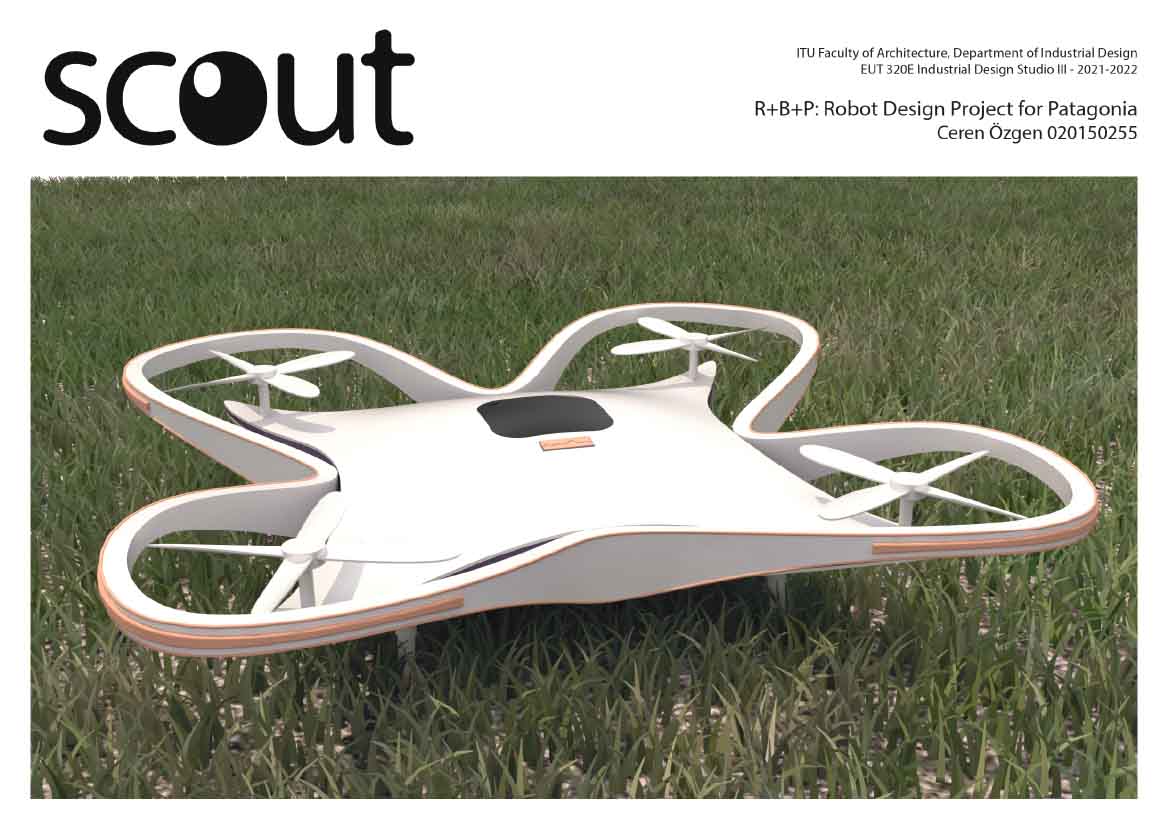 scout
ITU Faculty of Architecture, Department of Industrial Design
EUT 320E Industrial Design Studio III - 2021-2022
R+B+P: Robot Design Project for Patagonia
Ceren Özgen 020150255